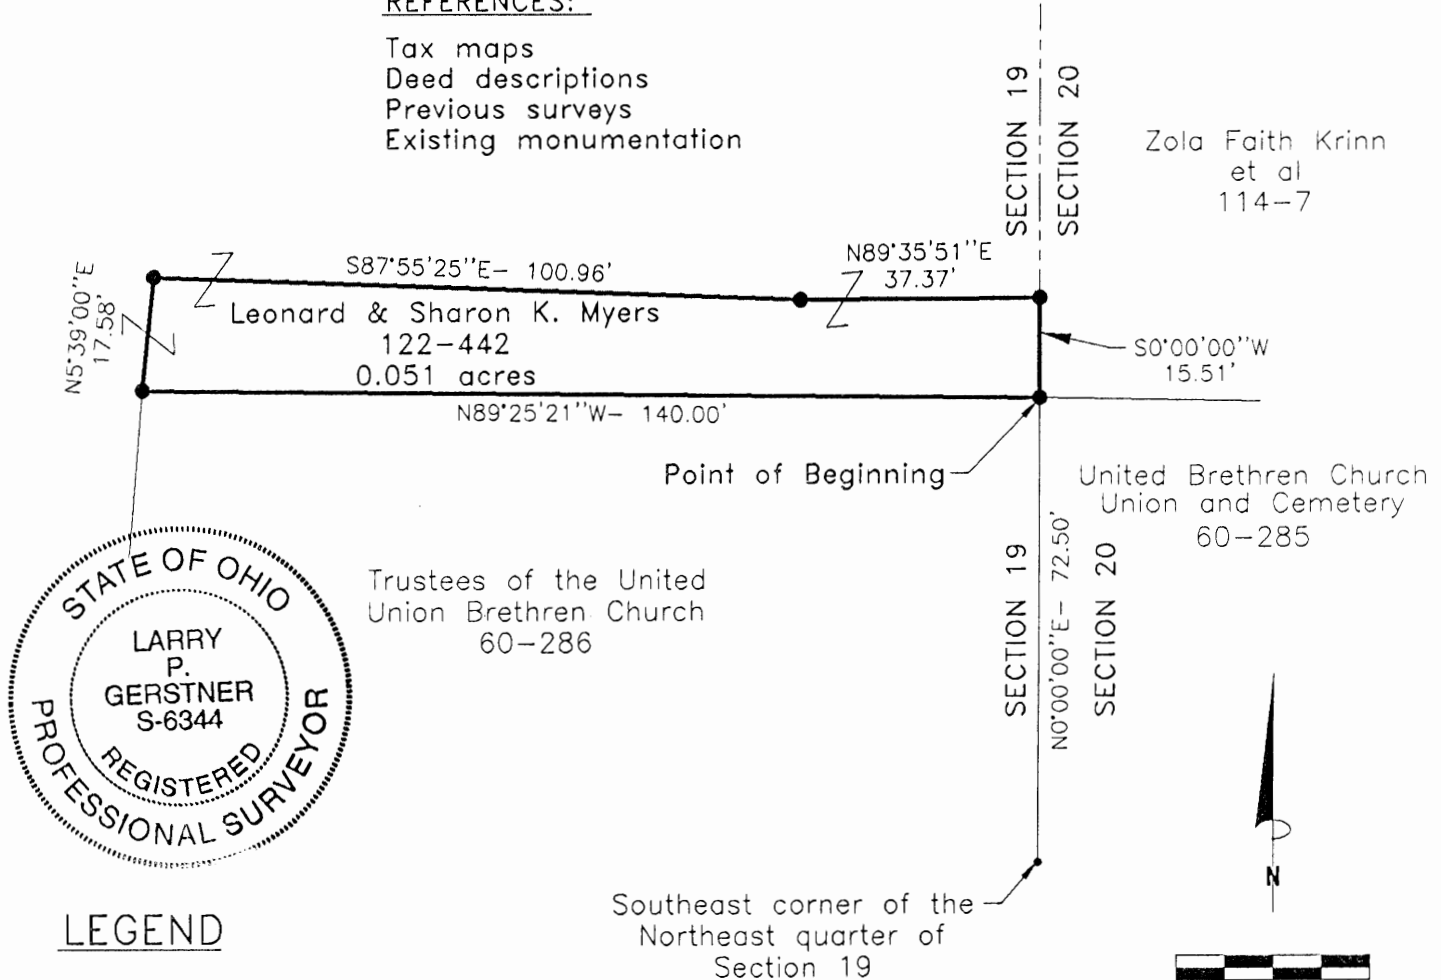 REFERENCES:
Tax maps
Deed descriptions
Previous surveys
Existing monumentation
SECTION 19
SECTION 20
Zola Faith Krinn
et al
114-7
N5°39'00"E
17.58'
S87°55'25"E- 100.96'
N89°35'51"E
37.37'
Leonard & Sharon K. Myers
122-442
0.051 acres
S0°00'00"W
15.51'
N89°25'21"W- 140.00'
Point of Beginning
United Brethren Church
Union and Cemetery
60-285
SECTION 19
N0°00'00"E- 72.50'
SECTION 20
Trustees of the United
Union Brethren Church
60-286
STATE OF OHIO
LARRY
P.
GERSTNER
S-6344
REGISTERED
PROFESSIONAL SURVEYOR
N
Southeast corner of the
Northeast quarter of
Section 19
LEGEND